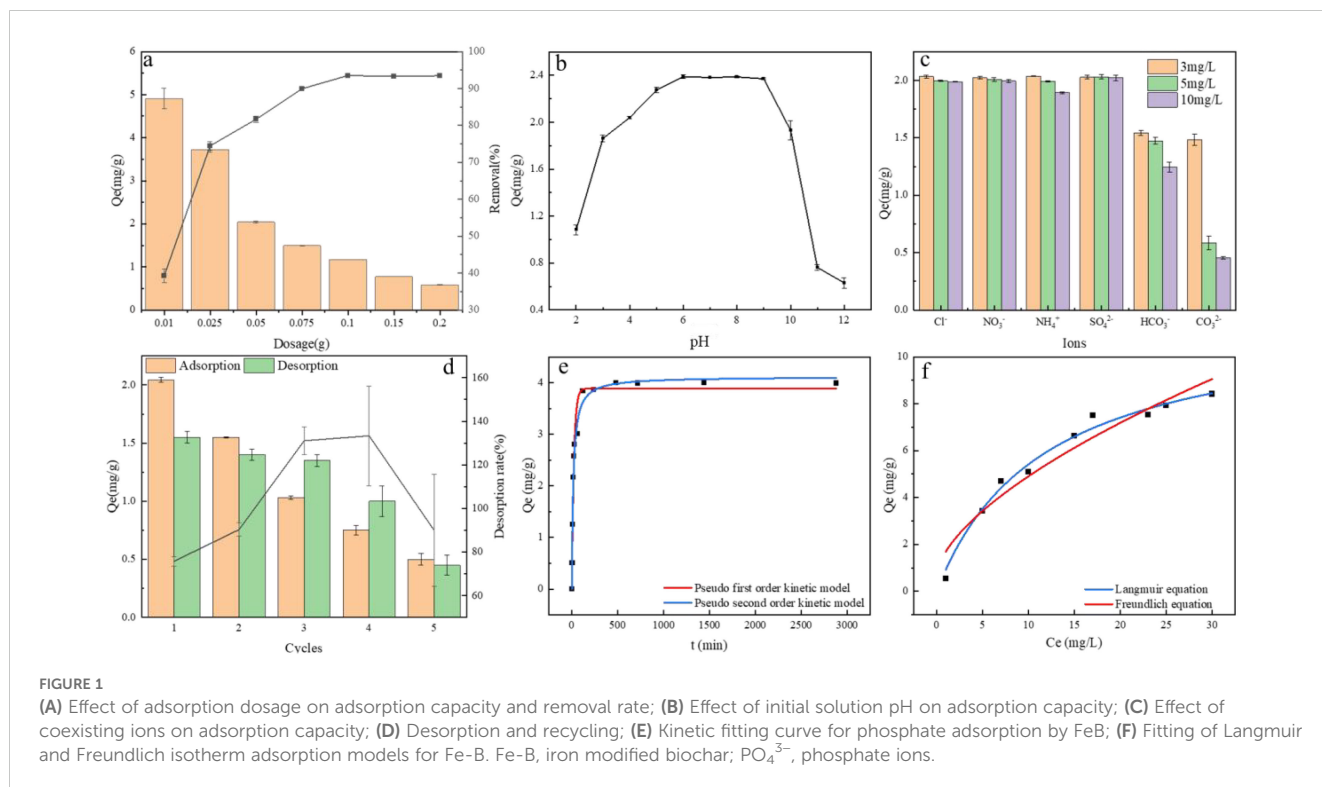 a
6
5
4
3
2
1
0
Qe(mg/g)
100
90
80
70
60
50
40
30
Removal(%)
0.01 0.025 0.05 0.075 0.1 0.15 0.2
Dosage(g)
b
2.4
2.0
1.6
1.2
0.8
0.4
Qe(mg/g)
2 4 6 8 10 12
pH
c
3mg/L
5mg/L
10mg/L
2.0
1.5
1.0
0.5
0.0
Qe(mg/g)
Cl⁻ NO₃⁻ NH₄⁺ SO₄²⁻ HCO₃⁻ CO₃²⁻
Ions
d
Adsorption Desorption
2.0
1.5
1.0
0.5
0.0
Qe(mg/g)
160
140
120
100
80
60
Desorption rate(%)
1 2 3 4 5
Cycles
e
4
3
2
1
0
Qe (mg/g)
Pseudo first order kinetic model
Pseudo second order kinetic model
0 500 1000 1500 2000 2500 3000
t (min)
f
10
8
6
4
2
0
Qe (mg/g)
Langmuir equation
Freundlich equation
0 5 10 15 20 25 30
Ce (mg/L)
FIGURE 1
(A) Effect of adsorption dosage on adsorption capacity and removal rate; (B) Effect of initial solution pH on adsorption capacity; (C) Effect of
coexisting ions on adsorption capacity; (D) Desorption and recycling; (E) Kinetic fitting curve for phosphate adsorption by FeB; (F) Fitting of Langmuir
and Freundlich isotherm adsorption models for Fe-B. Fe-B, iron modified biochar; PO₄³⁻, phosphate ions.